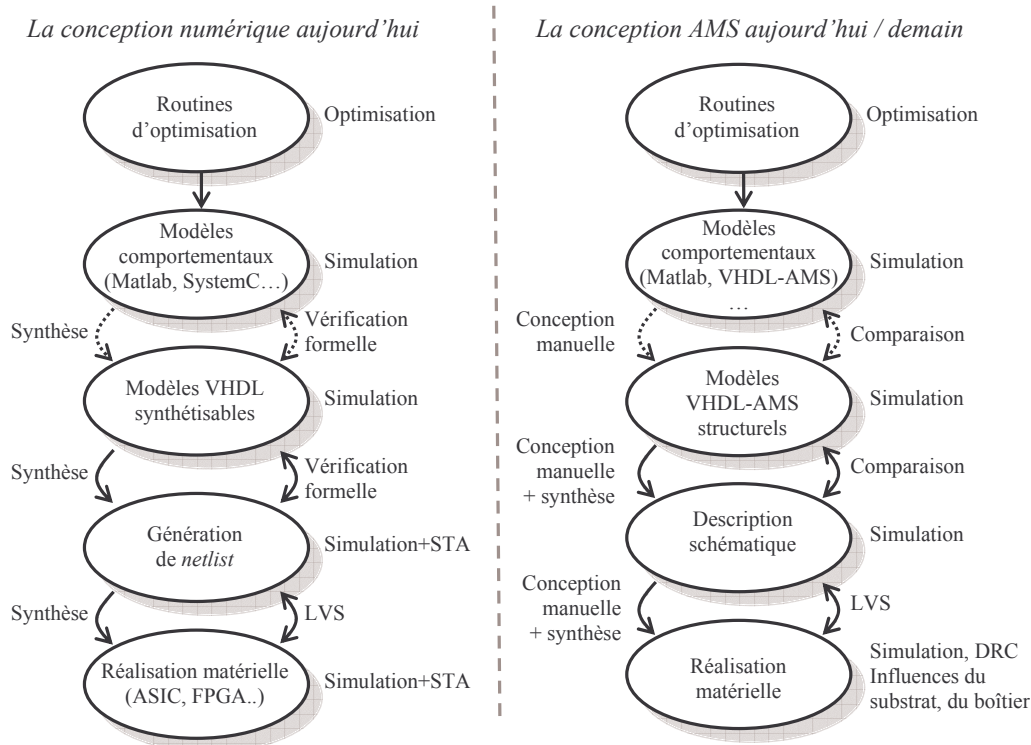 La conception numérique aujourd’hui
Routines
d’optimisation
Optimisation
Modèles
comportementaux
(Matlab, SystemC…)
Simulation
Synthèse
Vérification
formelle
Modèles VHDL
synthétisables
Simulation
Synthèse
Vérification
formelle
Génération
de netlist
Simulation+STA
Synthèse
LVS
Réalisation matérielle
(ASIC, FPGA..)
Simulation+STA
La conception AMS aujourd’hui / demain
Routines
d’optimisation
Optimisation
Modèles
comportementaux
(Matlab, VHDL-AMS)
…
Simulation
Conception
manuelle
Comparaison
Modèles
VHDL-AMS
structurels
Simulation
Conception
manuelle
+ synthèse
Comparaison
Description
schématique
Simulation
Conception
manuelle
+ synthèse
LVS
Réalisation
matérielle
Simulation, DRC
Influences du
substrat, du boîtier